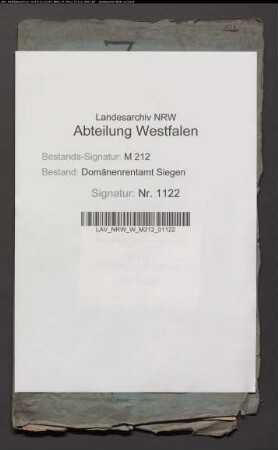 Landesarchiv NRW
Abteilung Westfalen
Bestands-Signatur: M 212
Bestand: Domänenrentamt Siegen
Signatur: Nr. 1122
LAV_NRW_W_M212_01122